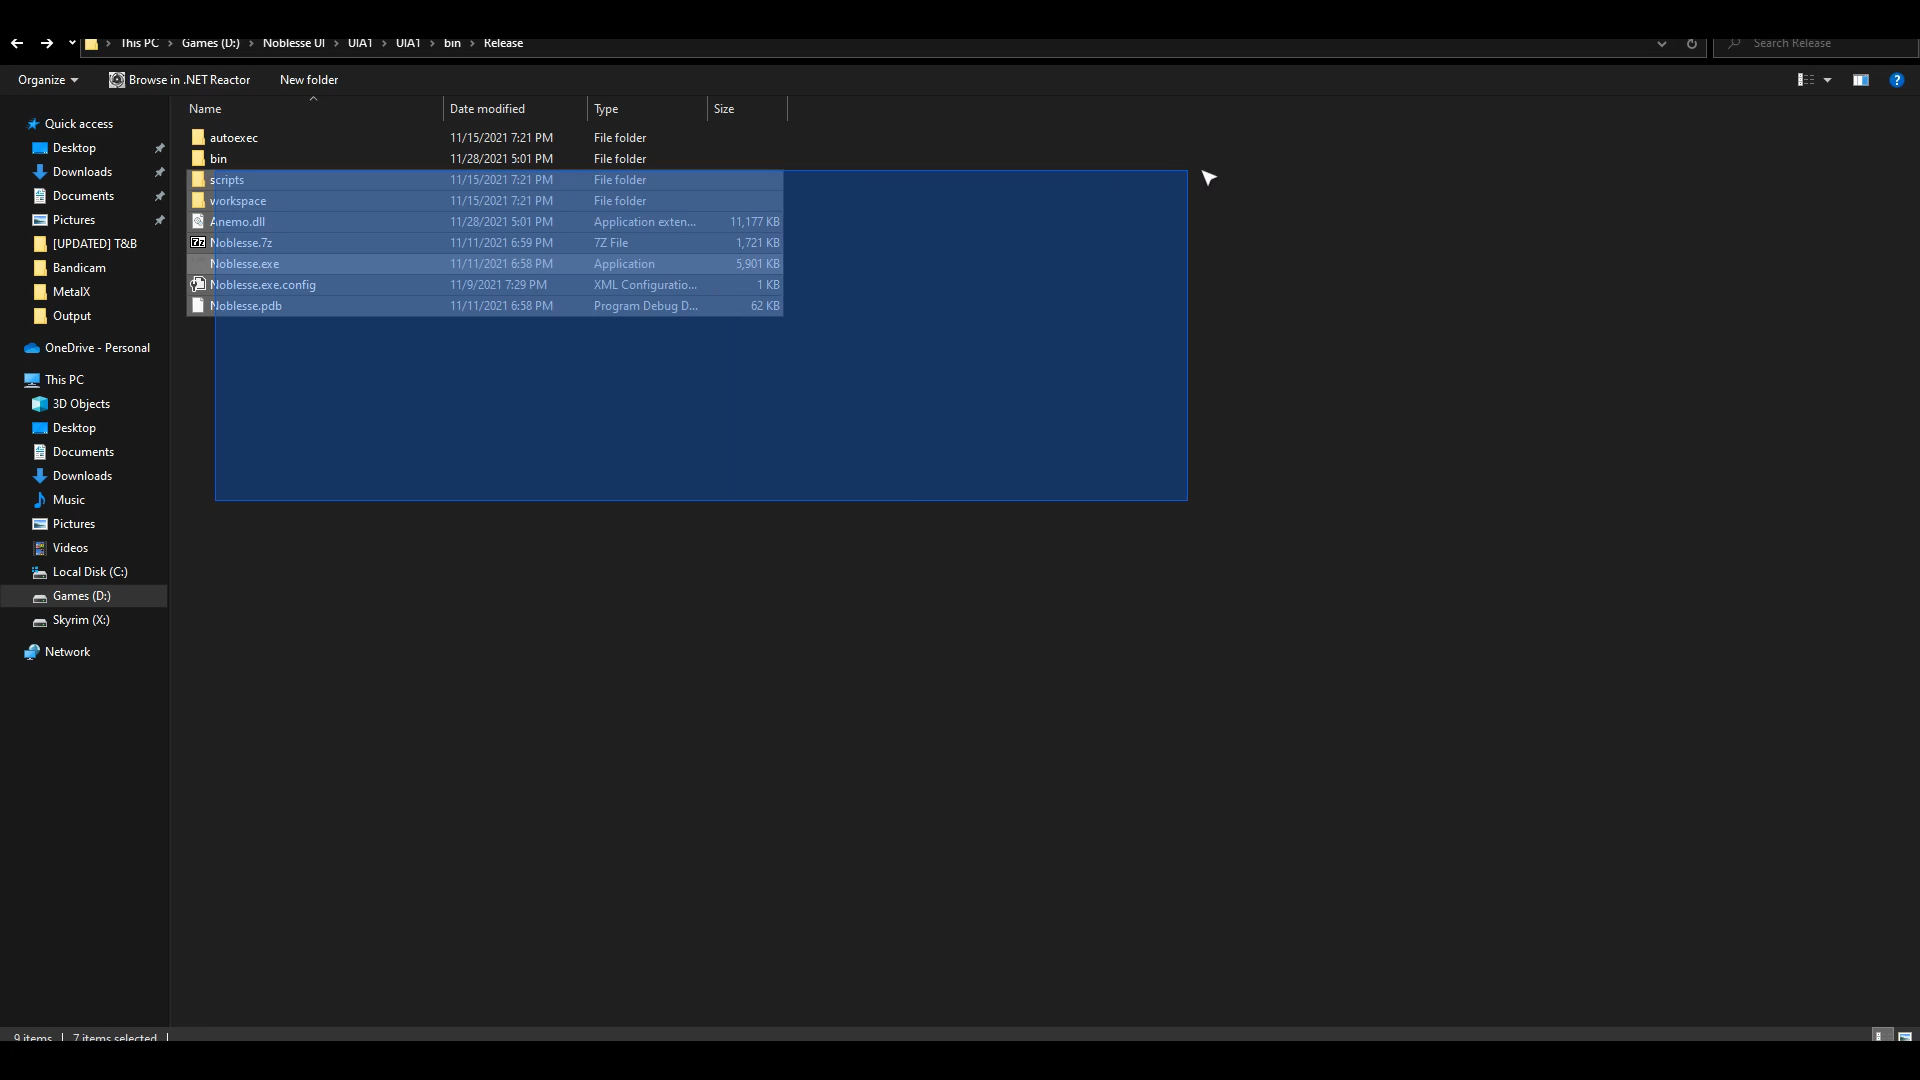 This PC > Games (D:) > Noblesse UI > UIA1 > UIA1 > bin > Release
Search Release
Organize
Browse in .NET Reactor
New folder
Name Date modified Type Size
Quick access
Desktop
Downloads
Documents
Pictures
[UPDATED] T&B
Bandicam
MetalX
Output
OneDrive - Personal
This PC
3D Objects
Desktop
Documents
Downloads
Music
Pictures
Videos
Local Disk (C:)
Games (D:)
Skyrim (X:)
Network
autoexec 11/15/2021 7:21 PM File folder
bin 11/28/2021 5:01 PM File folder
scripts 11/15/2021 7:21 PM File folder
workspace 11/15/2021 7:21 PM File folder
Anemo.dll 11/28/2021 5:01 PM Application exten... 11,177 KB
Noblesse.7z 11/11/2021 6:59 PM 7Z File 1,721 KB
Noblesse.exe 11/11/2021 6:58 PM Application 5,901 KB
Noblesse.exe.config 11/9/2021 7:29 PM XML Configuratio... 1 KB
Noblesse.pdb 11/11/2021 6:58 PM Program Debug D... 62 KB
9 items 7 items selected